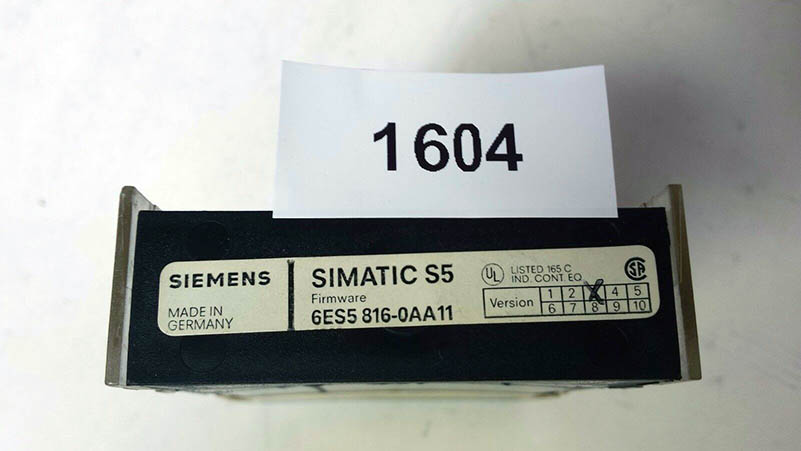 1604
SIEMENS
MADE IN
GERMANY
SIMATIC S5
Firmware
6ES5 816-0AA11
UL
LISTED 165 C
IND. CONT. EQ.
SA
Version
1 2 X 4 5
6 7 8 9 10